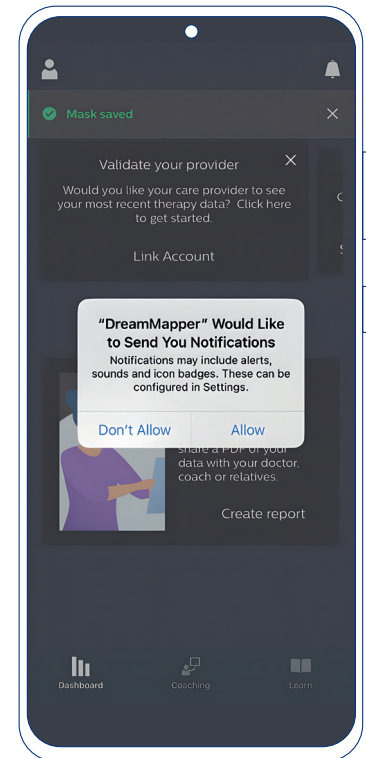 Mask saved
Validate your provider
Would you like your care provider to see
your most recent therapy data? Click here
to get started.
Link Account
“DreamMapper” Would Like
to Send You Notifications
Notifications may include alerts,
sounds and icon badges. These can be
configured in Settings.
Don’t Allow
Allow
share a PDF of your
data with your doctor,
coach or relatives.
Create report
Dashboard
Coaching
Learn